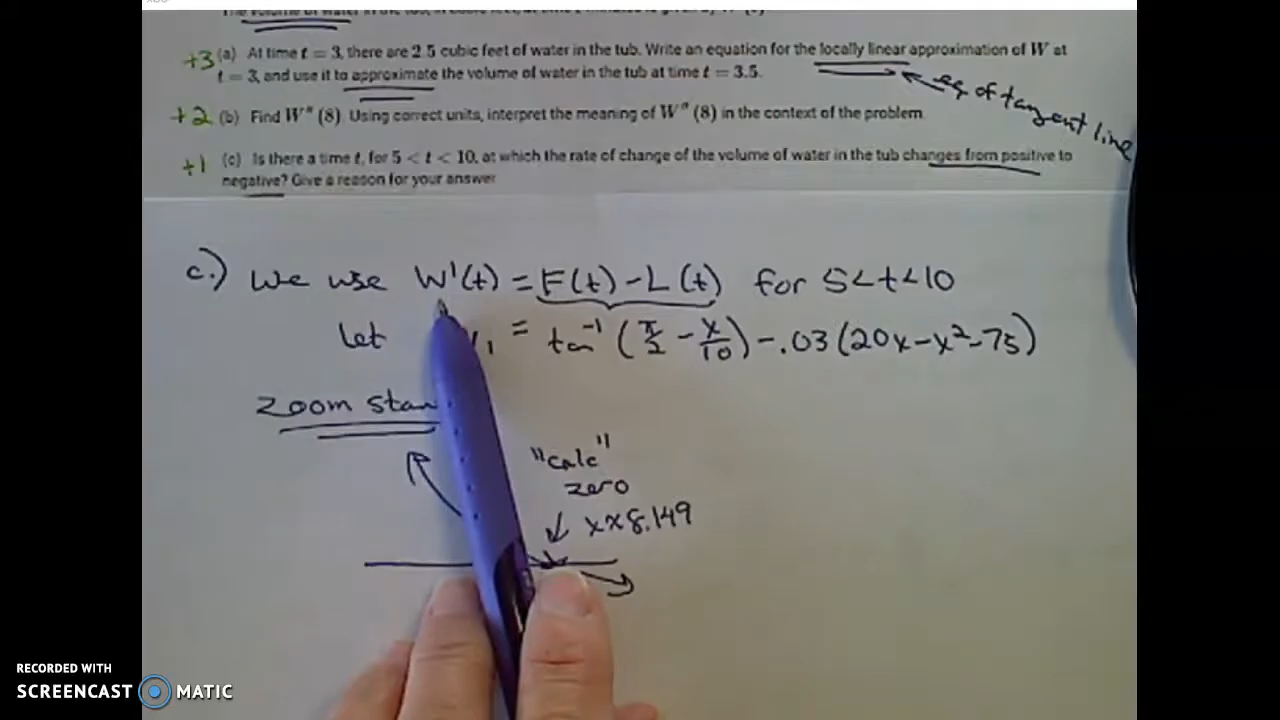 +3 (a) At time t = 3, there are 2.5 cubic feet of water in the tub. Write an equation for the locally linear approximation of W at
t = 3, and use it to approximate the volume of water in the tub at time t = 3.5.
eq of tangent line
+2 (b) Find W" (8). Using correct units, interpret the meaning of W" (8) in the context of the problem.
+1 (c) Is there a time t, for 5 < t < 10, at which the rate of change of the volume of water in the tub changes from positive to
negative? Give a reason for your answer
c.) We use W'(t) = F(t) - L(t) for 5<t<10
let = tan⁻¹(π/2 - x/10) - .03(20x - x² - 75)
zoom
"calc"
zero
x≈8.149
RECORDED WITH
SCREENCAST MATIC